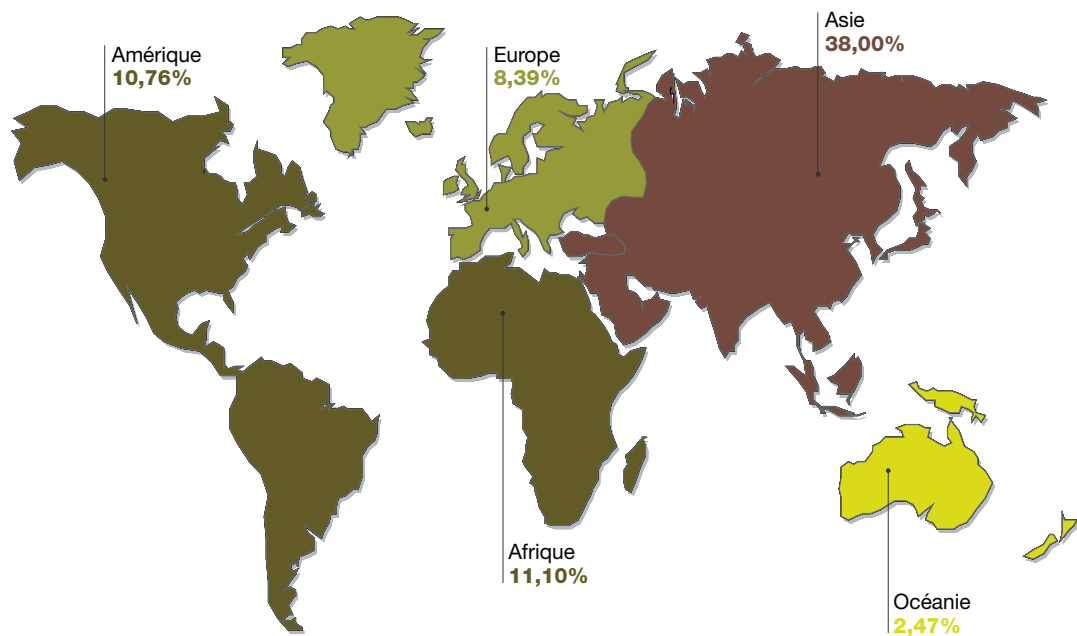 Asie
38,00%
Amérique
10,76%
Europe
8,39%
Afrique
11,10%
Océanie
2,47%